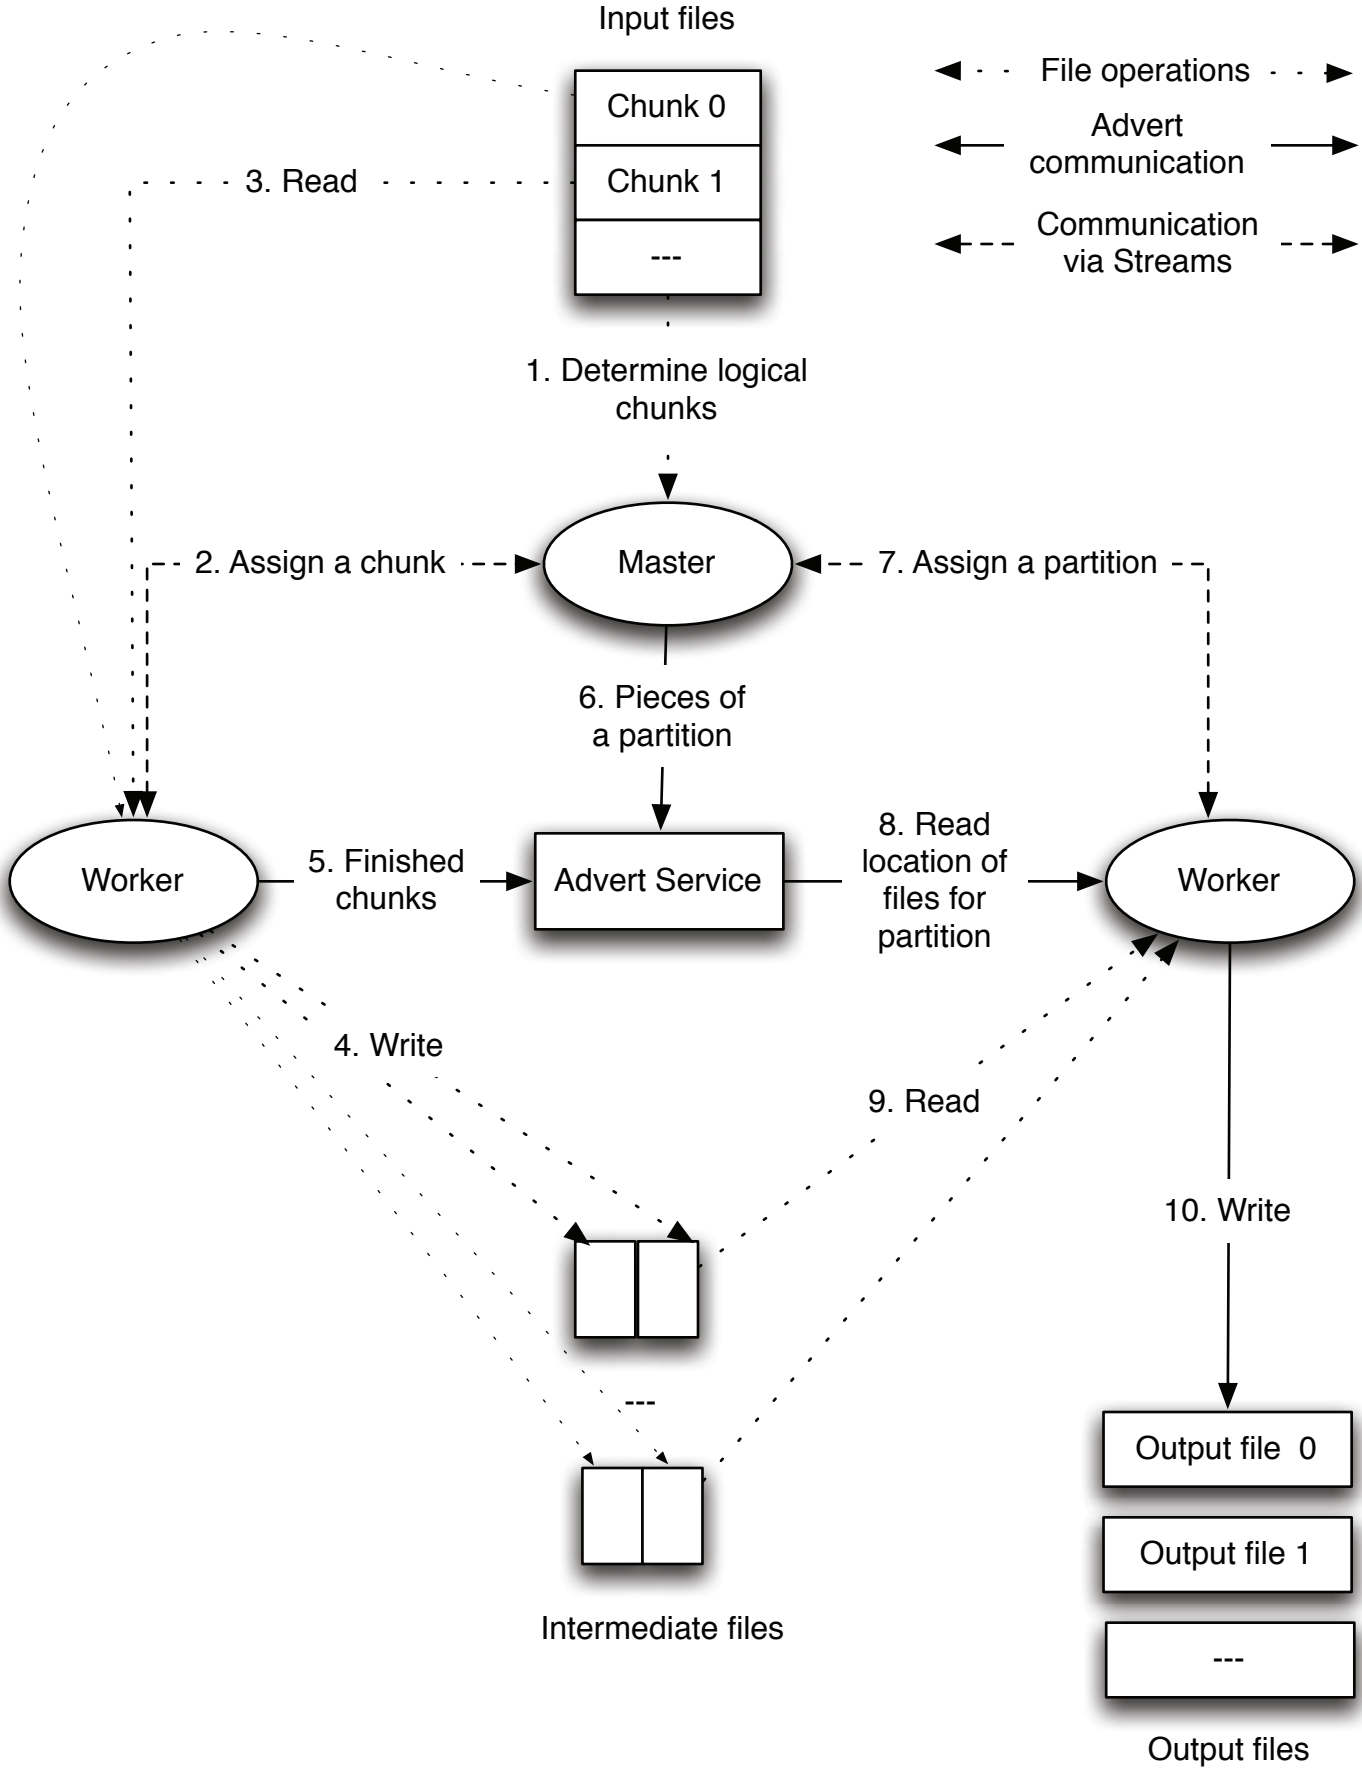 Input files
Chunk 0
Chunk 1
---
File operations
Advert
communication
Communication
via Streams
3. Read
1. Determine logical
chunks
2. Assign a chunk
Master
7. Assign a partition
6. Pieces of
a partition
Worker
5. Finished
chunks
Advert Service
8. Read
location of
files for
partition
Worker
4. Write
9. Read
10. Write
---
Intermediate files
Output file 0
Output file 1
---
Output files